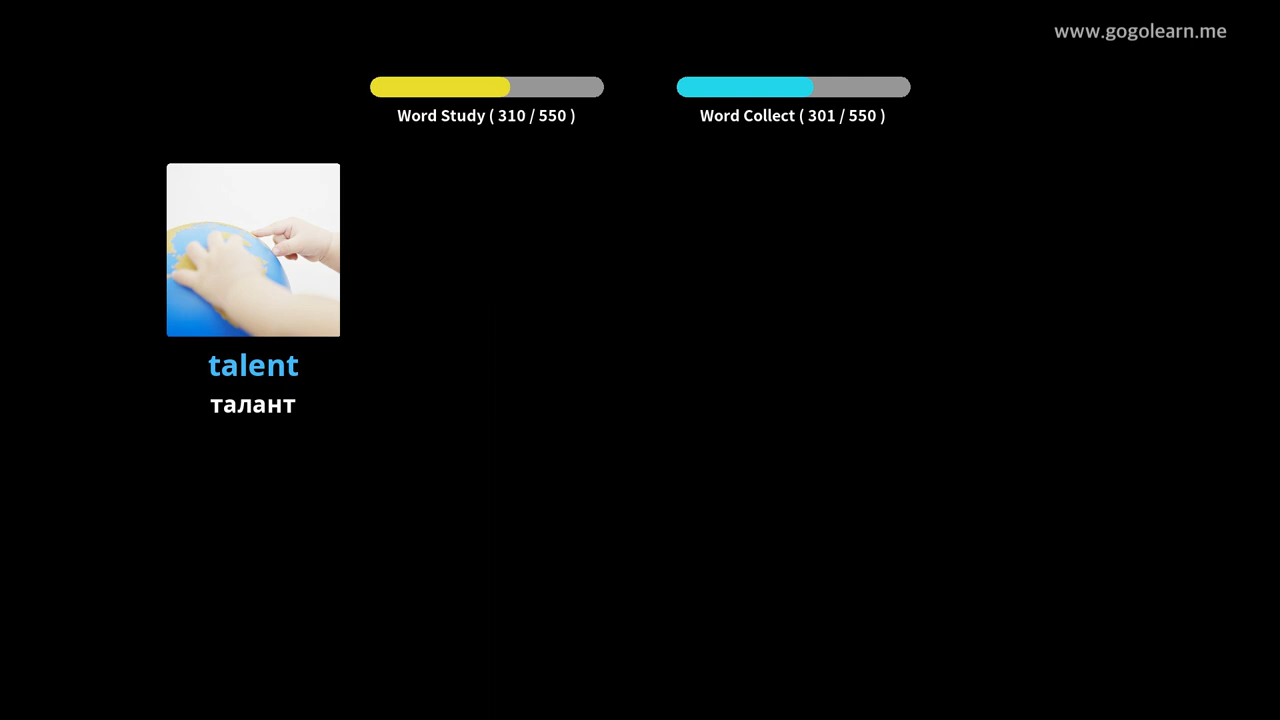 www.gogolearn.me
Word Study ( 310 / 550 )
Word Collect ( 301 / 550 )
talent
талант